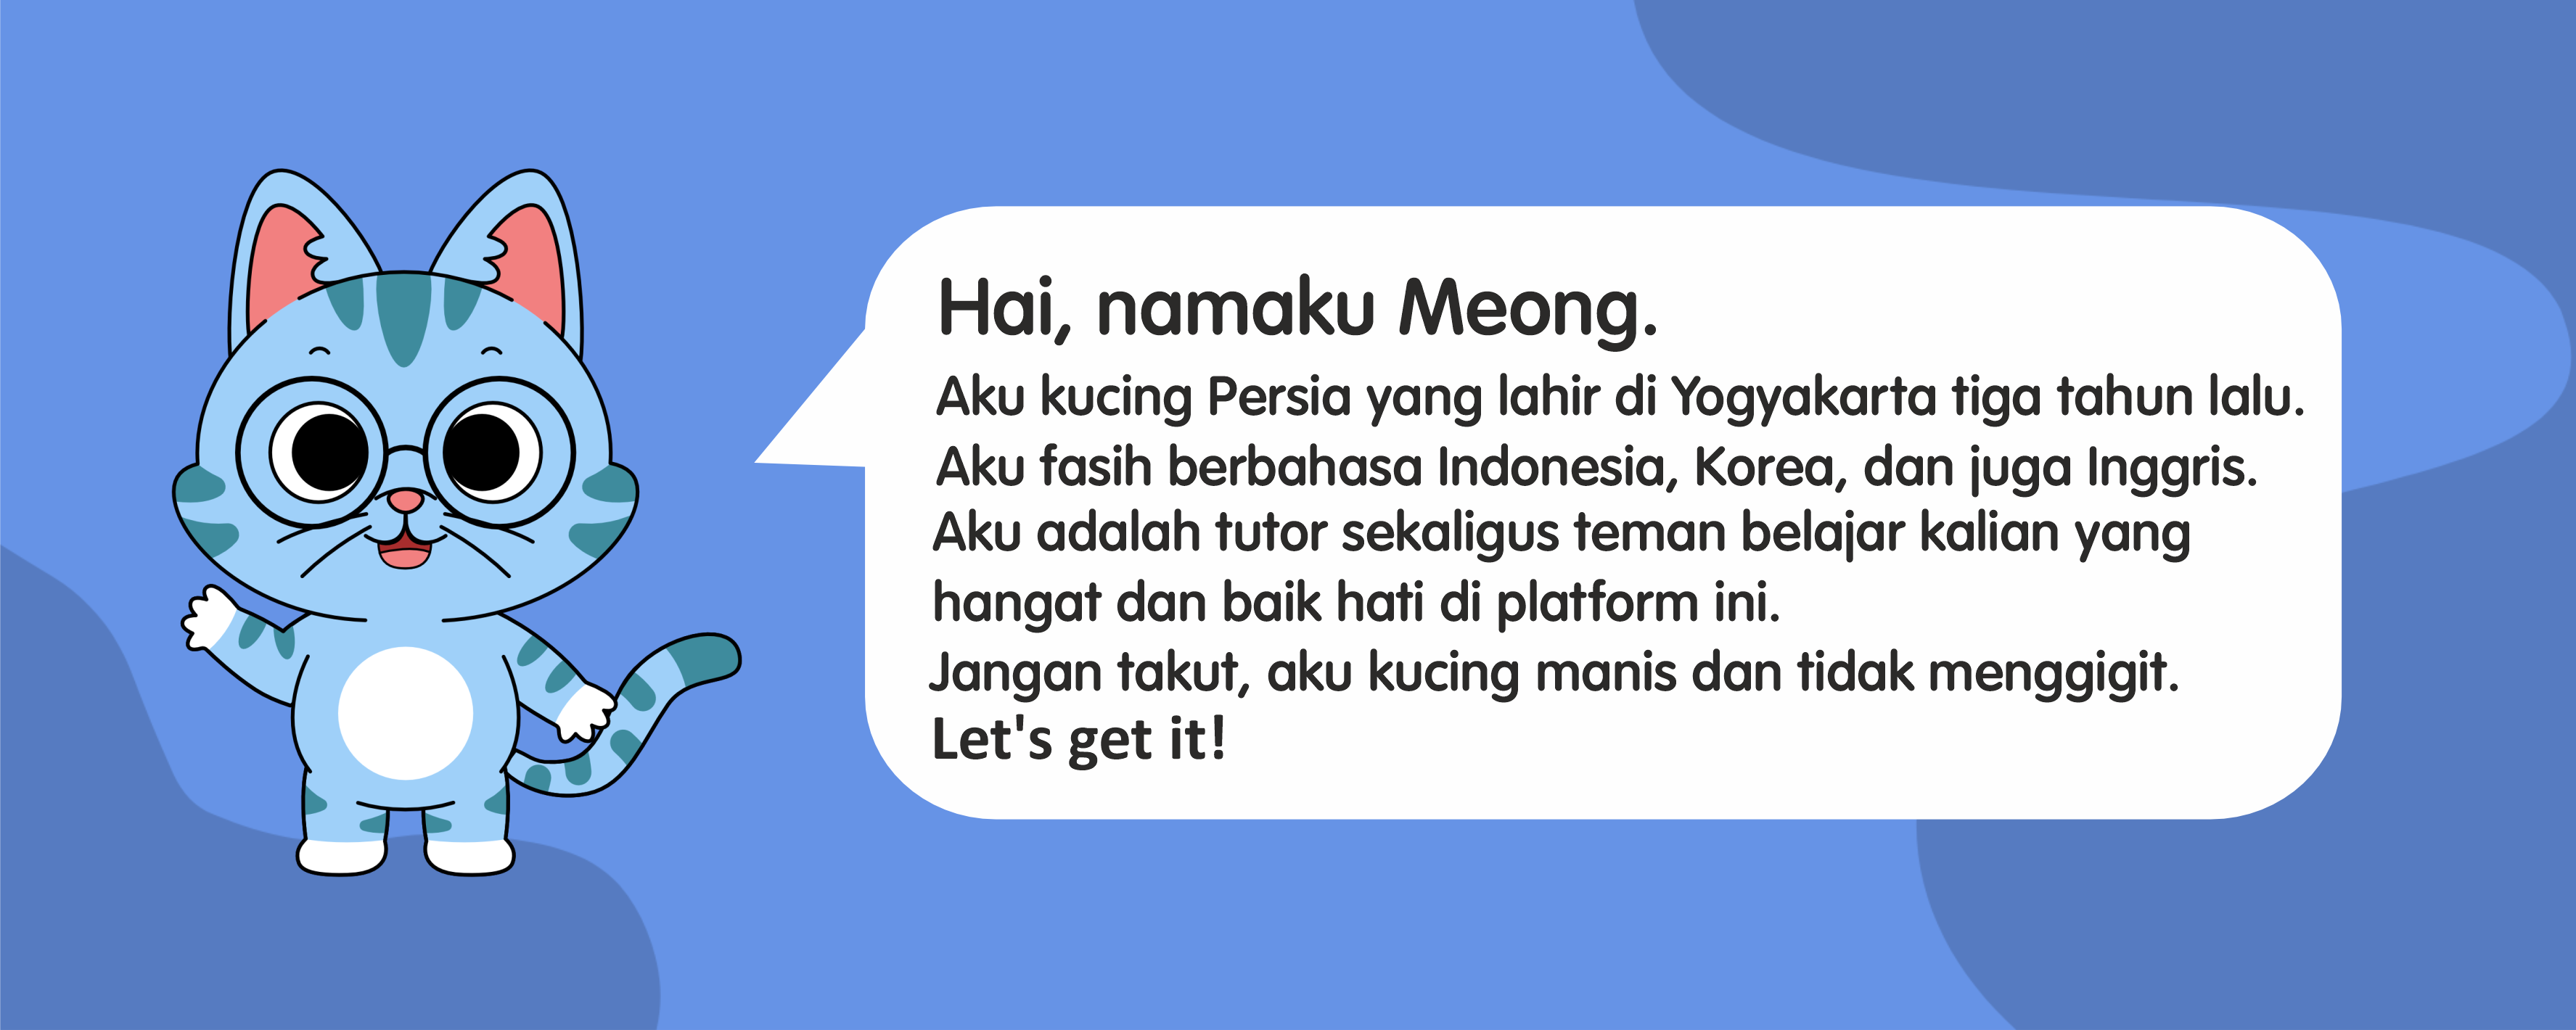 Hai, namaku Meong.
Aku kucing Persia yang lahir di Yogyakarta tiga tahun lalu.
Aku fasih berbahasa Indonesia, Korea, dan juga Inggris.
Aku adalah tutor sekaligus teman belajar kalian yang
hangat dan baik hati di platform ini.
Jangan takut, aku kucing manis dan tidak menggigit.
Let's get it!